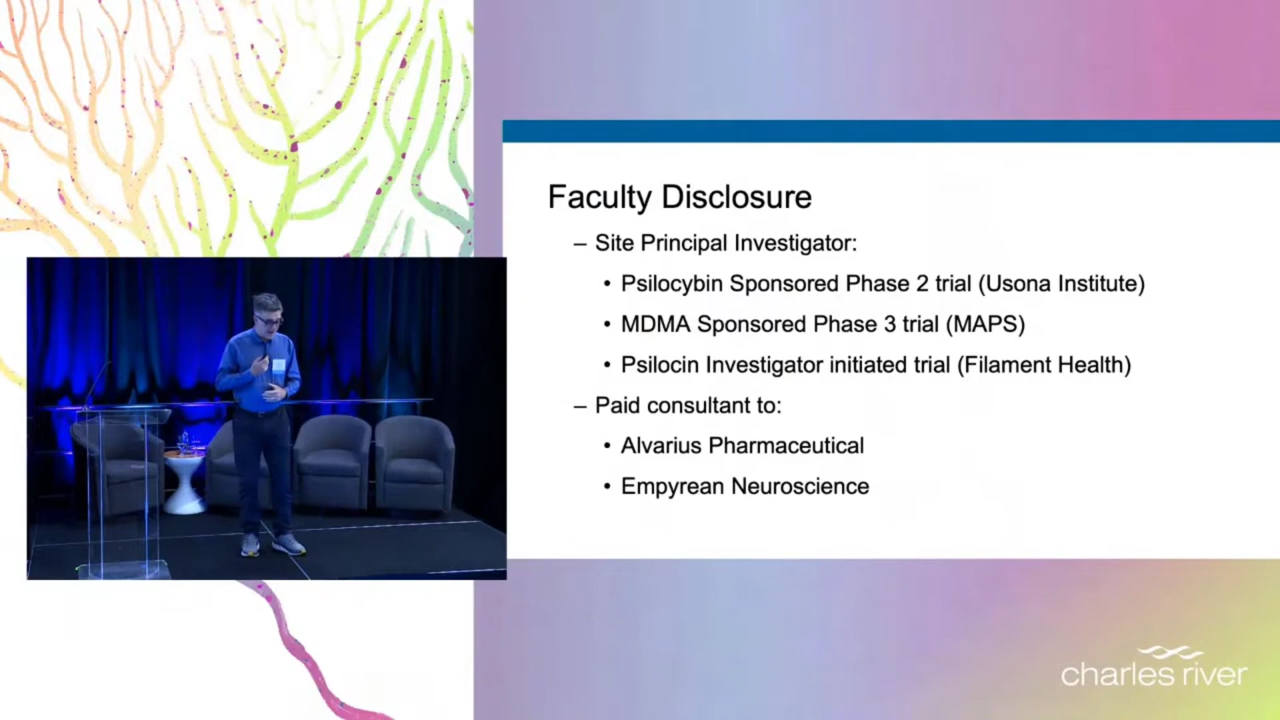 Faculty Disclosure
– Site Principal Investigator:
• Psilocybin Sponsored Phase 2 trial (Usona Institute)
• MDMA Sponsored Phase 3 trial (MAPS)
• Psilocin Investigator initiated trial (Filament Health)
– Paid consultant to:
• Alvarius Pharmaceutical
• Empyrean Neuroscience
charles river